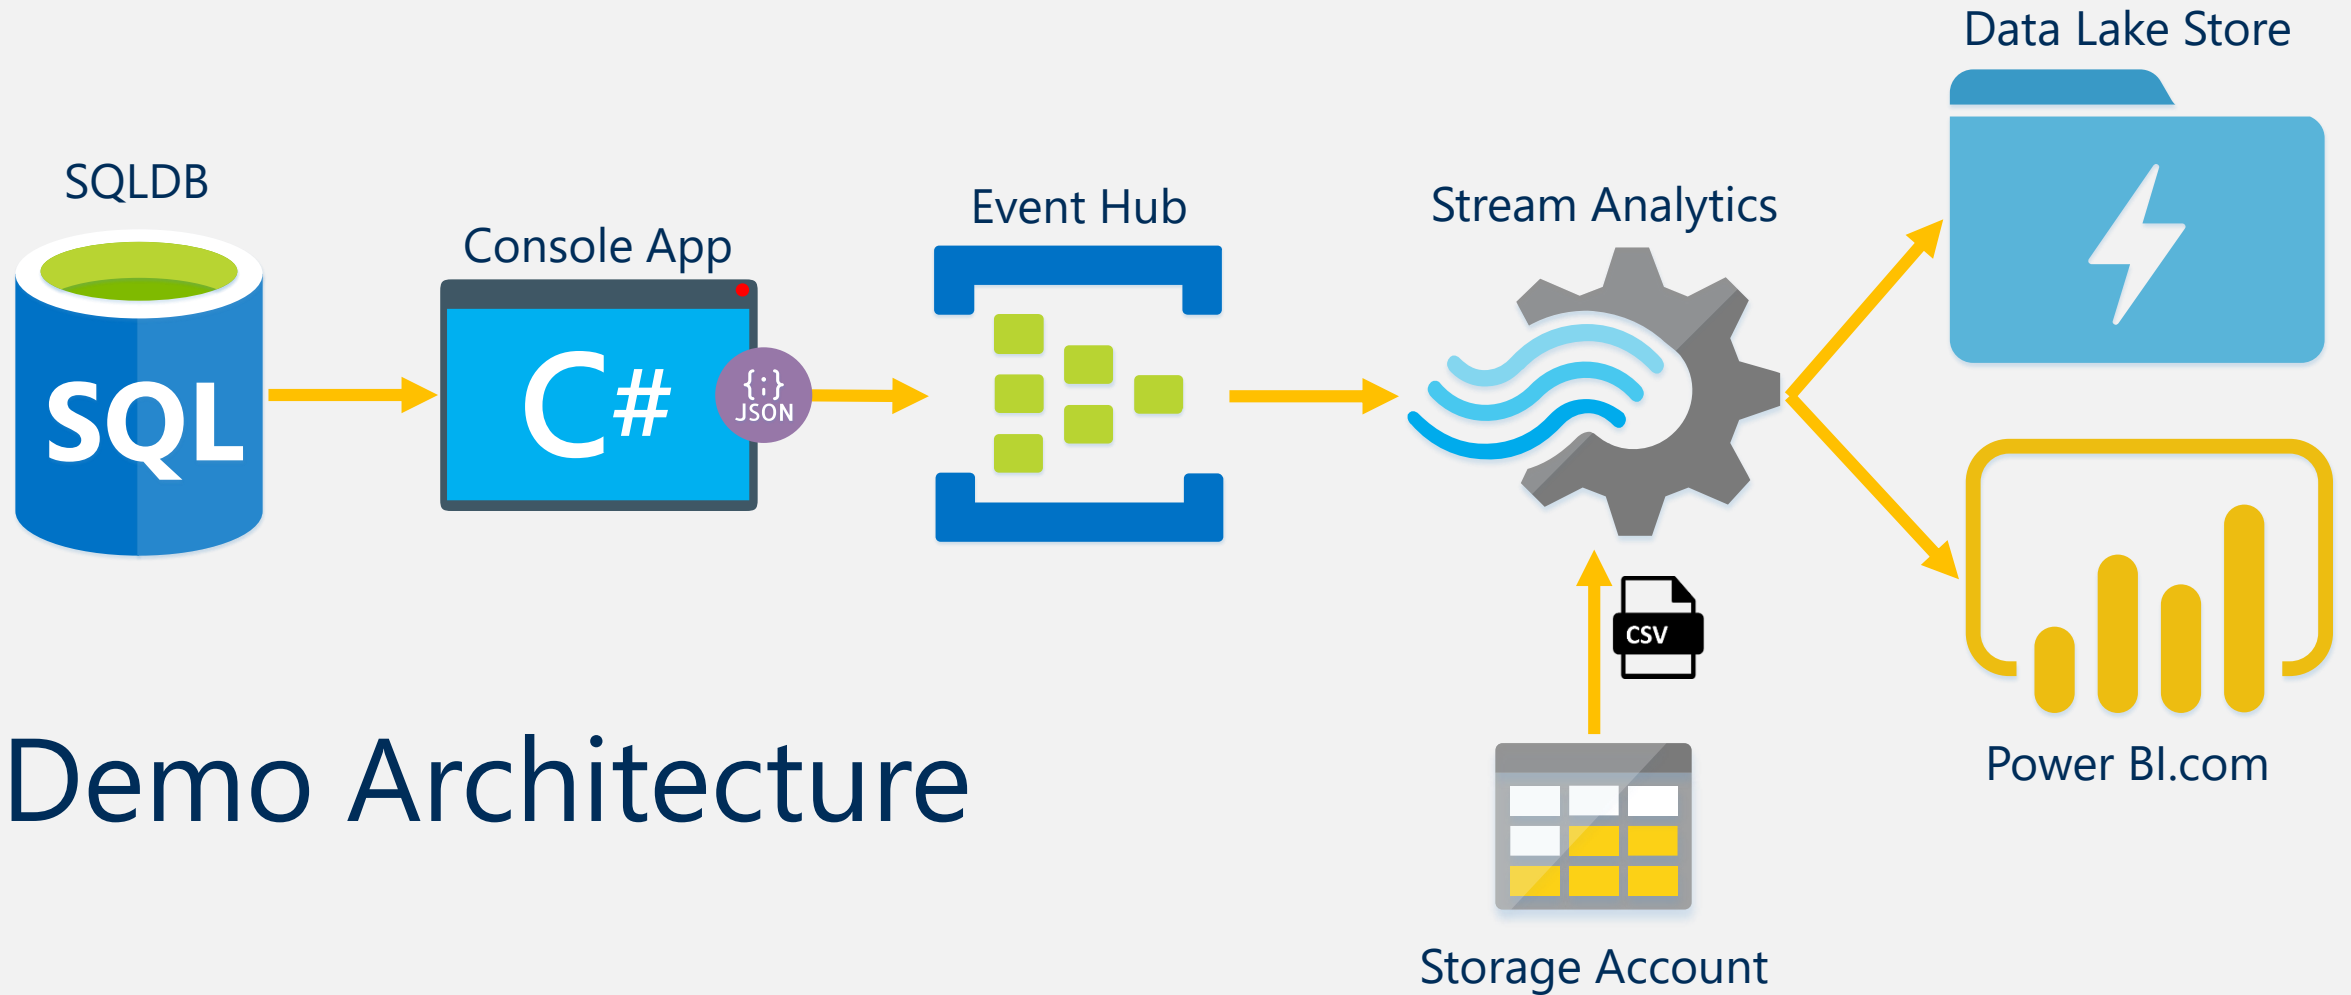 Data Lake Store
SQLDB
Event Hub
Stream Analytics
Console App
SQL
C#
{;}
JSON
CSV
Demo Architecture
Power BI.com
Storage Account